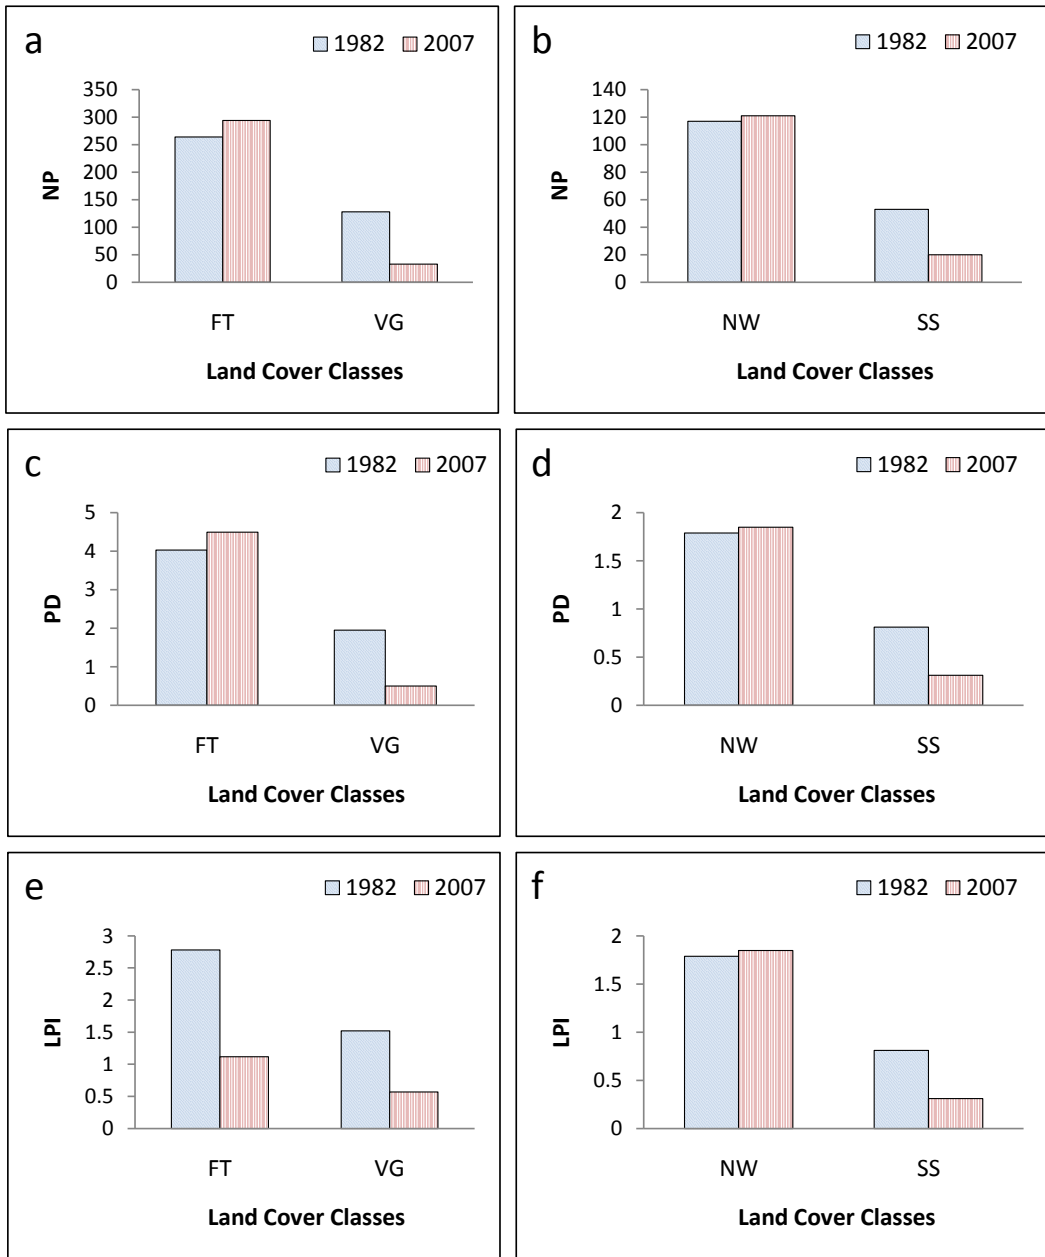 a
1982 2007
350
300
250
200
150
100
50
0
NP
FT VG
Land Cover Classes
b
1982 2007
140
120
100
80
60
40
20
0
NP
NW SS
Land Cover Classes
c
1982 2007
5
4
3
2
1
0
PD
FT VG
Land Cover Classes
d
1982 2007
2
1.5
1
0.5
0
PD
NW SS
Land Cover Classes
e
1982 2007
3
2.5
2
1.5
1
0.5
0
LPI
FT VG
Land Cover Classes
f
1982 2007
2
1.5
1
0.5
0
LPI
NW SS
Land Cover Classes